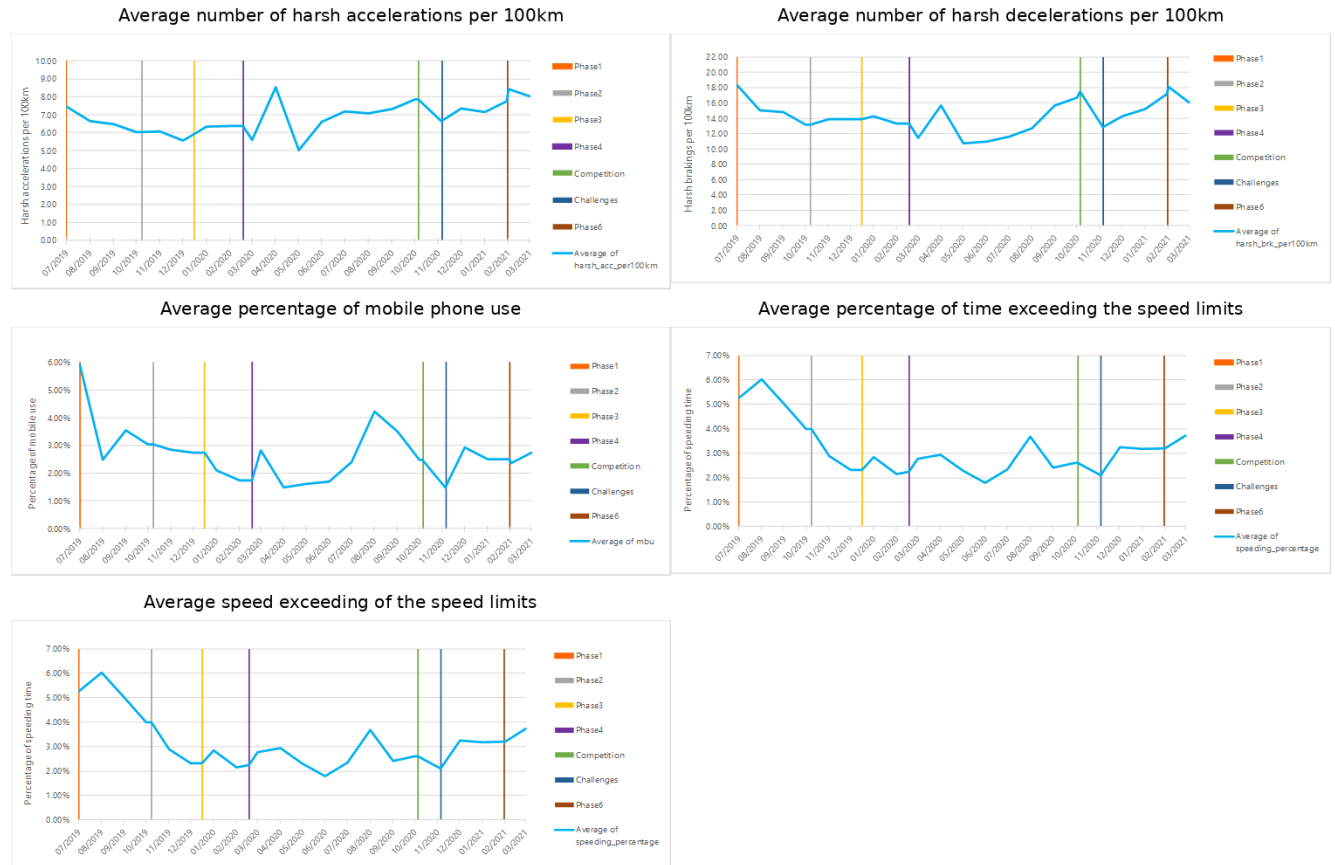 Average number of harsh accelerations per 100km
Harsh accelerations per 100km
10.00
9.00
8.00
7.00
6.00
5.00
4.00
3.00
2.00
1.00
0.00
07/2019
08/2019
09/2019
10/2019
11/2019
12/2019
01/2020
02/2020
03/2020
04/2020
05/2020
06/2020
07/2020
08/2020
09/2020
10/2020
11/2020
12/2020
01/2021
02/2021
03/2021
Phase1
Phase2
Phase3
Phase4
Competition
Challenges
Phase6
Average of
harsh_acc_per100km
Average number of harsh decelerations per 100km
Harsh brakings per 100km
22.00
20.00
18.00
16.00
14.00
12.00
10.00
8.00
6.00
4.00
2.00
0.00
07/2019
08/2019
09/2019
10/2019
11/2019
12/2019
01/2020
02/2020
03/2020
04/2020
05/2020
06/2020
07/2020
08/2020
09/2020
10/2020
11/2020
12/2020
01/2021
02/2021
03/2021
Phase1
Phase2
Phase3
Phase4
Competition
Challenges
Phase6
Average of
harsh_brk_per100km
Average percentage of mobile phone use
Percentage of mobile use
6.00%
5.00%
4.00%
3.00%
2.00%
1.00%
0.00%
07/2019
08/2019
09/2019
10/2019
11/2019
12/2019
01/2020
02/2020
03/2020
04/2020
05/2020
06/2020
07/2020
08/2020
09/2020
10/2020
11/2020
12/2020
01/2021
02/2021
03/2021
Phase1
Phase2
Phase3
Phase4
Competition
Challenges
Phase6
Average of mbu
Average percentage of time exceeding the speed limits
Percentage of speeding time
7.00%
6.00%
5.00%
4.00%
3.00%
2.00%
1.00%
0.00%
07/2019
08/2019
09/2019
10/2019
11/2019
12/2019
01/2020
02/2020
03/2020
04/2020
05/2020
06/2020
07/2020
08/2020
09/2020
10/2020
11/2020
12/2020
01/2021
02/2021
03/2021
Phase1
Phase2
Phase3
Phase4
Competition
Challenges
Phase6
Average of
speeding_percentage
Average speed exceeding of the speed limits
Percentage of speeding time
7.00%
6.00%
5.00%
4.00%
3.00%
2.00%
1.00%
0.00%
07/2019
08/2019
09/2019
10/2019
11/2019
12/2019
01/2020
02/2020
03/2020
04/2020
05/2020
06/2020
07/2020
08/2020
09/2020
10/2020
11/2020
12/2020
01/2021
02/2021
03/2021
Phase1
Phase2
Phase3
Phase4
Competition
Challenges
Phase6
Average of
speeding_percentage